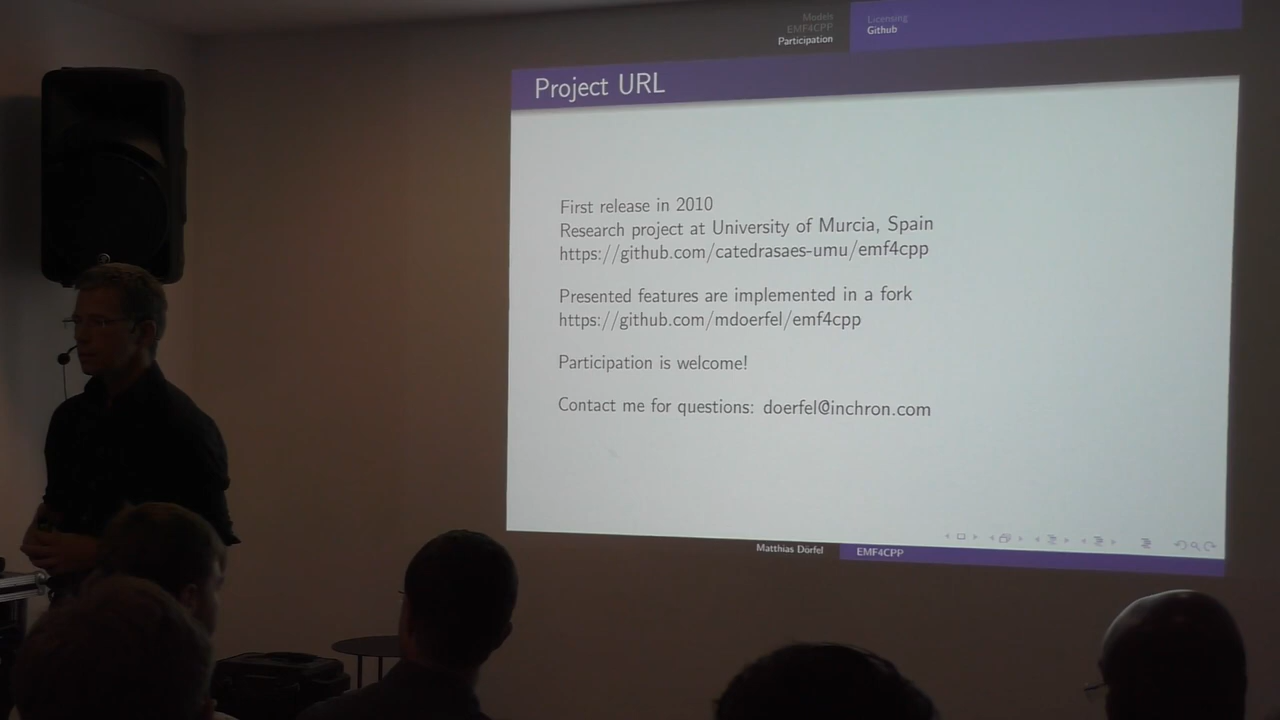 Models
EMF4CPP
Participation
Licensing
Github
Project URL
First release in 2010
Research project at University of Murcia, Spain
https://github.com/catedrasaes-umu/emf4cpp
Presented features are implemented in a fork
https://github.com/mdoerfel/emf4cpp
Participation is welcome!
Contact me for questions: doerfel@inchron.com
Matthias Dörfel
EMF4CPP